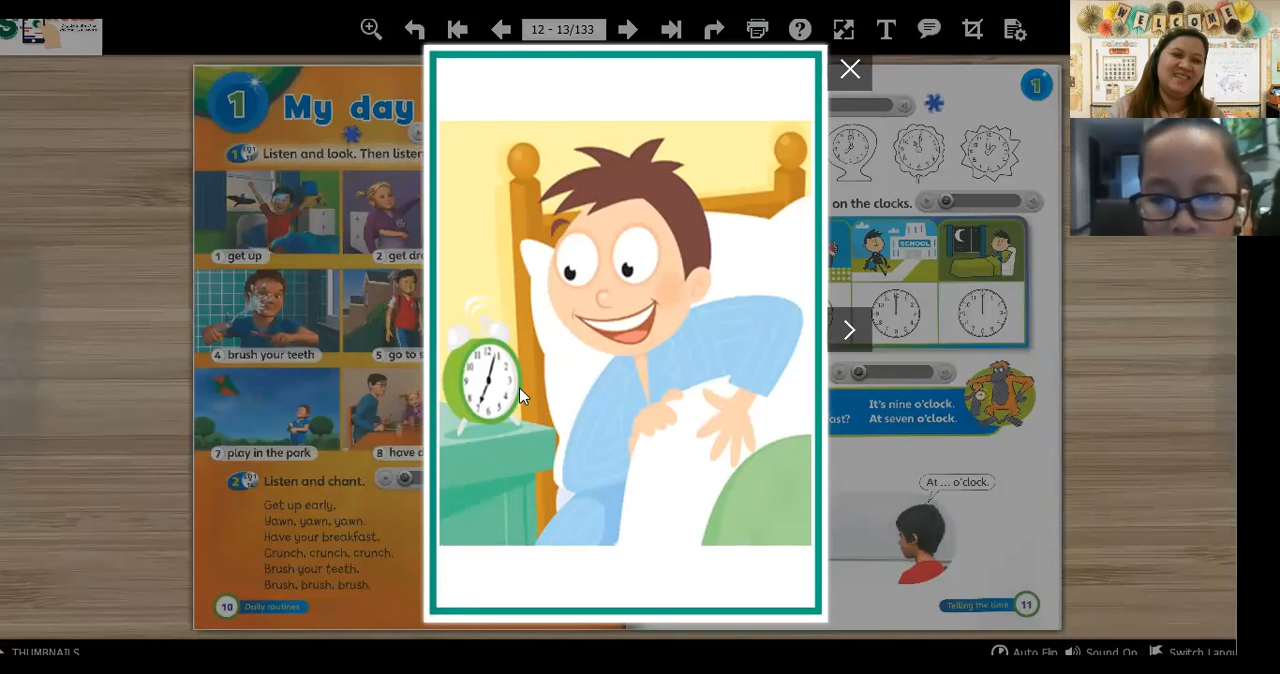 12 - 13/133
WELCOME
1 My day
1
1 Listen and look. Then listen
on the clocks.
SCHOOL
1 get up
2 get dr
4 brush your teeth
5 go to s
It's nine o'clock.
ast? At seven o'clock.
7 play in the park
8 have d
2 Listen and chant.
At ... o'clock.
Get up early,
Yawn, yawn, yawn.
Have your breakfast,
Crunch, crunch, crunch.
Brush your teeth,
Brush, brush, brush.
10 Daily routines
Telling the time 11
THUMBNAILS
Auto Flip Sound On Switch Langu